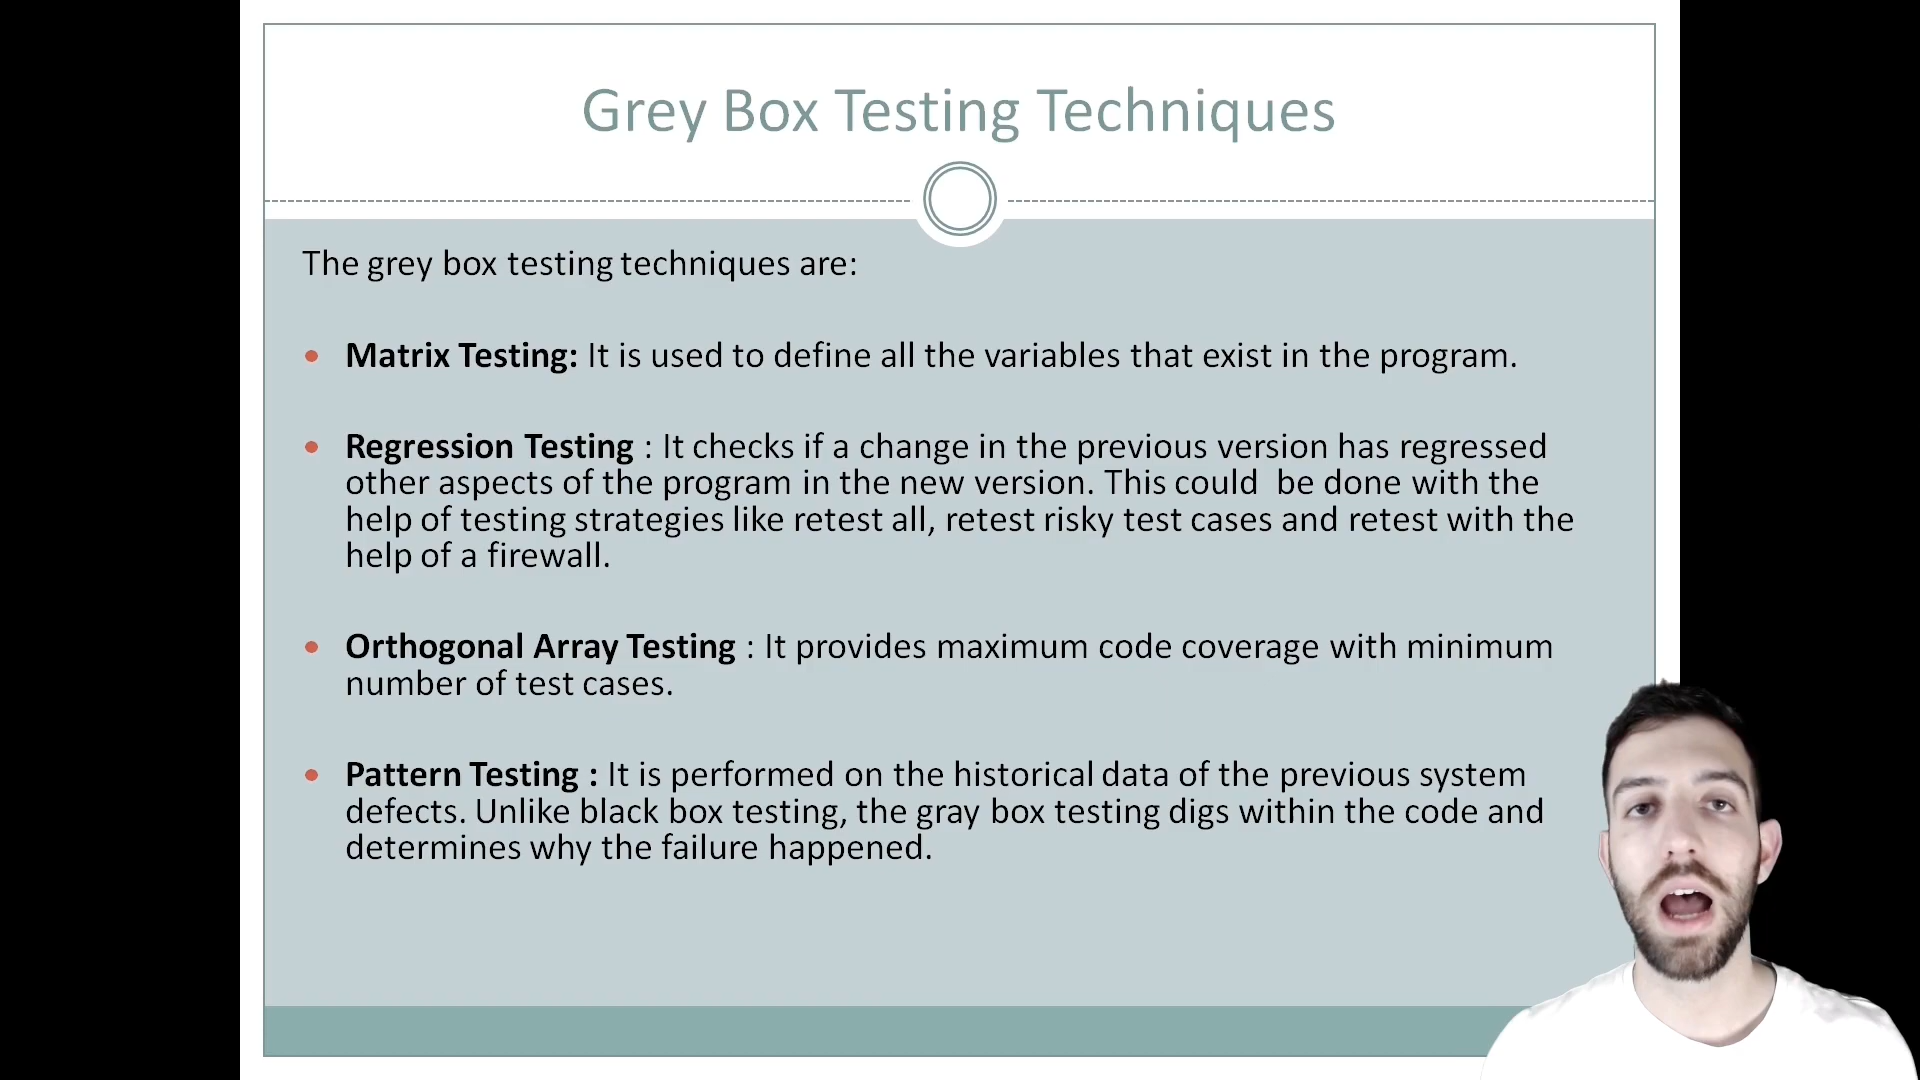 Grey Box Testing Techniques
The grey box testing techniques are:
• Matrix Testing: It is used to define all the variables that exist in the program.
• Regression Testing : It checks if a change in the previous version has regressed
other aspects of the program in the new version. This could  be done with the
help of testing strategies like retest all, retest risky test cases and retest with the
help of a firewall.
• Orthogonal Array Testing : It provides maximum code coverage with minimum
number of test cases.
• Pattern Testing : It is performed on the historical data of the previous system
defects. Unlike black box testing, the gray box testing digs within the code and
determines why the failure happened.